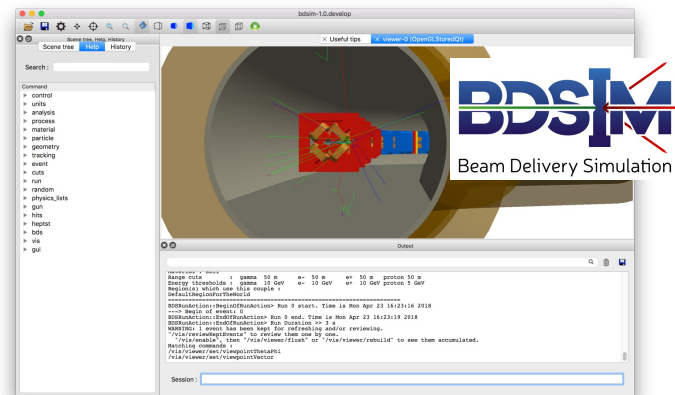 bdsim-1.0.develop
Scene tree, Help, History
Scene tree Help History
Search :
Command
control
units
analysis
process
material
particle
geometry
tracking
event
cuts
run
random
physics_lists
gun
hits
heptst
bds
vis
gui
Useful tips viewer-0 (OpenGLStoredQt)
BDSIM
Beam Delivery Simulation
Output
Range cuts : gamma 50 m e- 50 m e+ 50 m proton 50 m
Energy thresholds : gamma 10 GeV e- 10 GeV e+ 10 GeV proton 5 GeV
Region(s) which use this couple :
DefaultRegionForTheWorld
========================================================================
BDSRunAction::BeginOfRunAction> Run 0 start. Time is Mon Apr 23 16:23:16 2018
---> Begin of event: 0
BDSRunAction::EndOfRunAction> Run 0 end. Time is Mon Apr 23 16:23:19 2018
BDSRunAction::EndOfRunAction> Run Duration >> 3 s
WARNING: 1 event has been kept for refreshing and/or reviewing.
"/vis/reviewKeptEvents" to review them one by one.
"/vis/enable", then "/vis/viewer/flush" or "/vis/viewer/rebuild" to see them accumulated.
Matching commands :
/vis/viewer/set/viewpointThetaPhi
/vis/viewer/set/viewpointVector
Session :